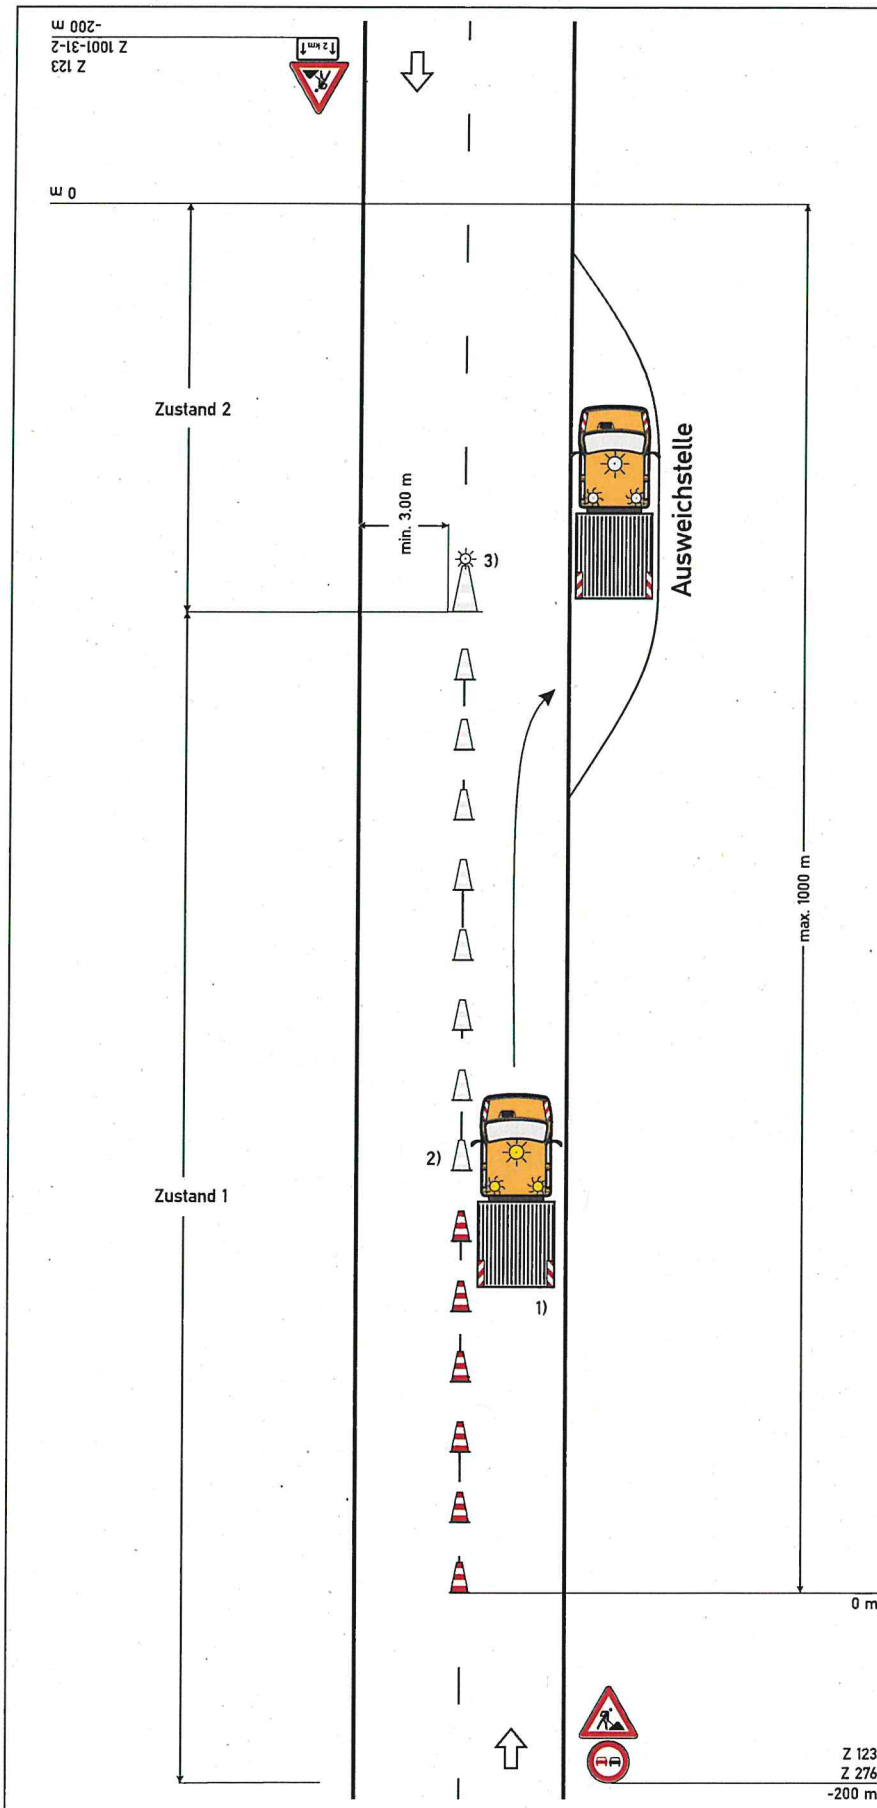 -200 m
Z 1001-31-2
Z 123
↑ 2 km ↑
0 m
Zustand 2
min. 3,00 m
3)
Ausweichstelle
max. 1000 m
2)
Zustand 1
1)
0 m
Z 123
Z 276
-200 m